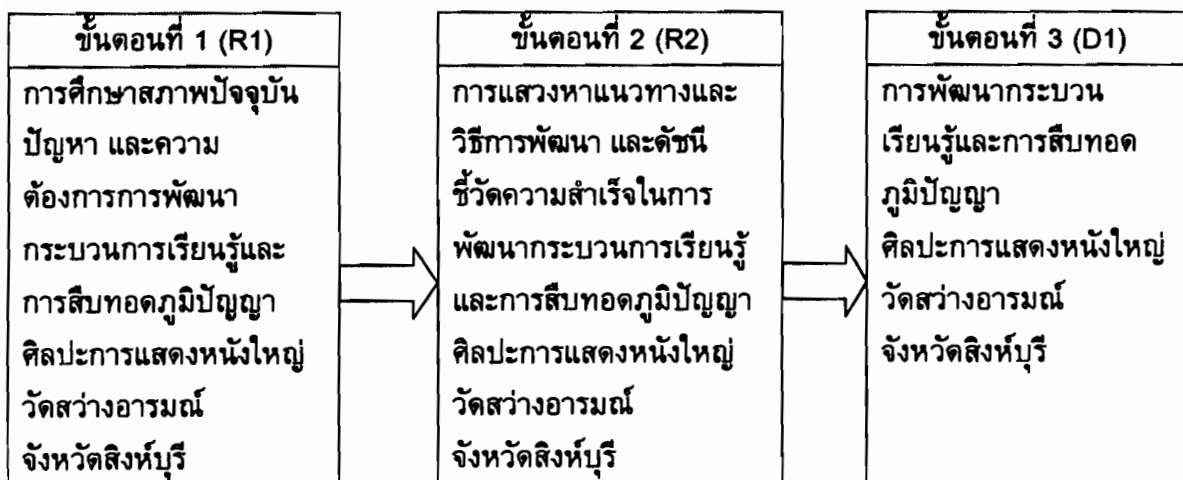 ขั้นตอนที่ 1 (R1)
การศึกษาสภาพปัจจุบัน
ปัญหา และความ
ต้องการการพัฒนา
กระบวนการเรียนรู้และ
การสืบทอดภูมิปัญญา
ศิลปะการแสดงหนังใหญ่
วัดสว่างอารมณ์
จังหวัดสิงห์บุรี
ขั้นตอนที่ 2 (R2)
การแสวงหาแนวทางและ
วิธีการพัฒนา และดัชนี
ชี้วัดความสำเร็จในการ
พัฒนากระบวนการเรียนรู้
และการสืบทอดภูมิปัญญา
ศิลปะการแสดงหนังใหญ่
วัดสว่างอารมณ์
จังหวัดสิงห์บุรี
ขั้นตอนที่ 3 (D1)
การพัฒนากระบวน
เรียนรู้และการสืบทอด
ภูมิปัญญา
ศิลปะการแสดงหนังใหญ่
วัดสว่างอารมณ์
จังหวัดสิงห์บุรี